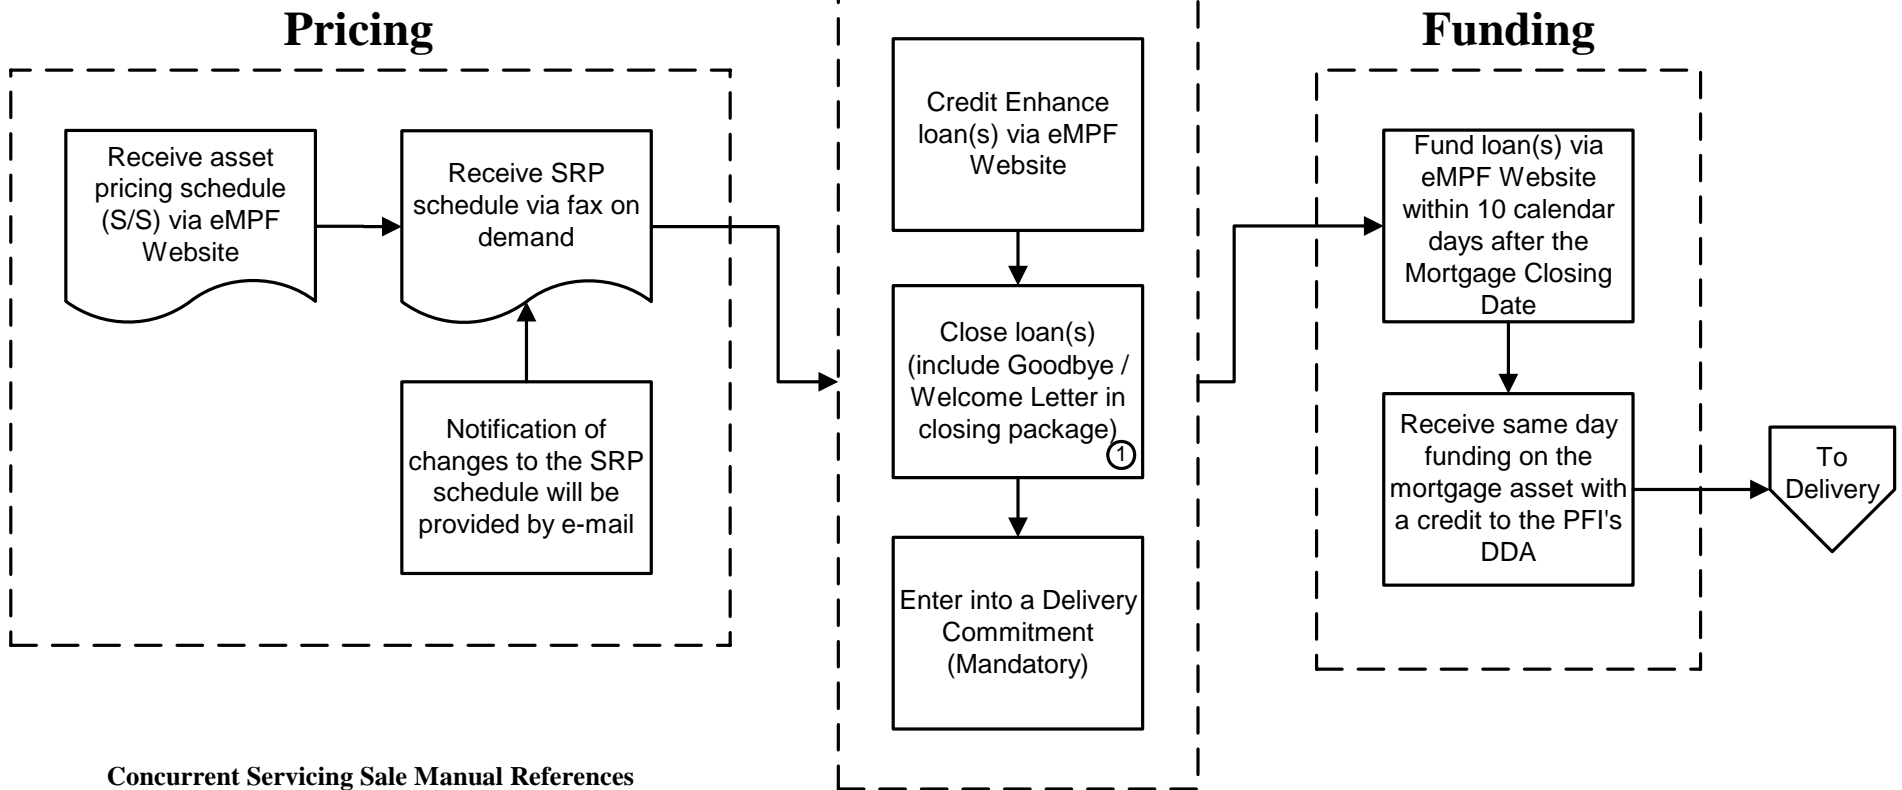 Pricing
Receive asset
pricing schedule
(S/S) via eMPF
Website
Receive SRP
schedule via fax on
demand
Notification of
changes to the SRP
schedule will be
provided by e-mail
Credit Enhance
loan(s) via eMPF
Website
Close loan(s)
(include Goodbye /
Welcome Letter in
closing package)
1
Enter into a Delivery
Commitment
(Mandatory)
Funding
Fund loan(s) via
eMPF Website
within 10 calendar
days after the
Mortgage Closing
Date
Receive same day
funding on the
mortgage asset with
a credit to the PFI's
DDA
To
Delivery
Concurrent Servicing Sale Manual References